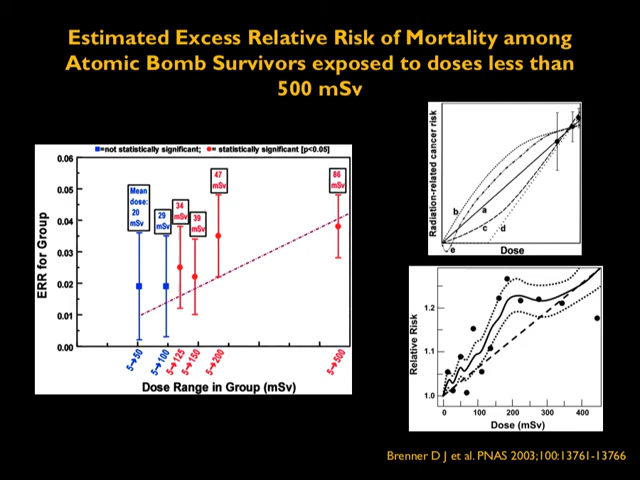 Estimated Excess Relative Risk of Mortality among
Atomic Bomb Survivors exposed to doses less than
500 mSv
=not statistically significant; =statistically significant [p<0.05]
0.06
0.05
0.04
0.03
0.02
0.01
0.00
ERR for Group
Mean
dose:
20
mSv
29
mSv
34
mSv
39
mSv
47
mSv
86
mSv
5→50
5→100
5→125
5→150
5→200
5→500
Dose Range in Group (mSv)
Radiation-related cancer risk
b
a
c
d
e
Dose
Relative Risk
1.2
1.1
1.0
0
100
200
300
400
Dose (mSv)
Brenner D J et al. PNAS 2003;100:13761-13766